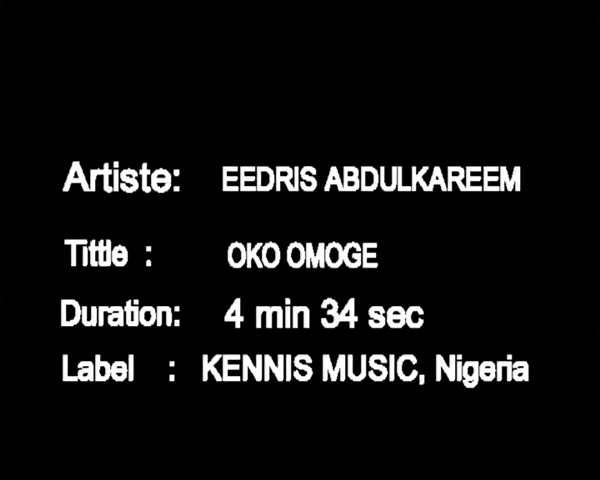 Artiste: EEDRIS ABDULKAREEM
Tittle : OKO OMOGE
Duration: 4 min 34 sec
Label : KENNIS MUSIC, Nigeria